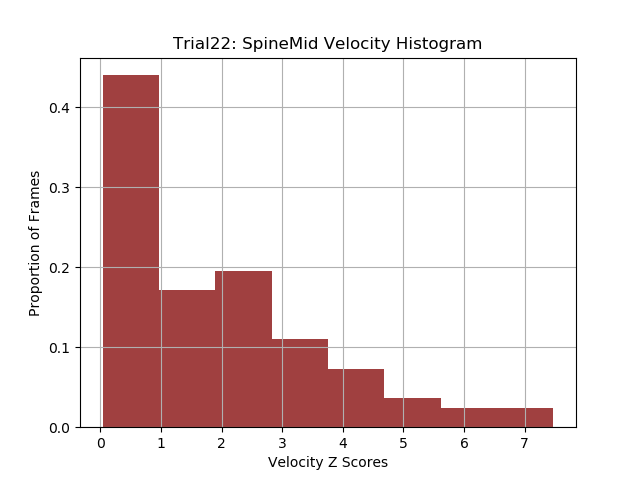 Trial22: SpineMid Velocity Histogram
Proportion of Frames
0.4
0.3
0.2
0.1
0.0
0 1 2 3 4 5 6 7
Velocity Z Scores